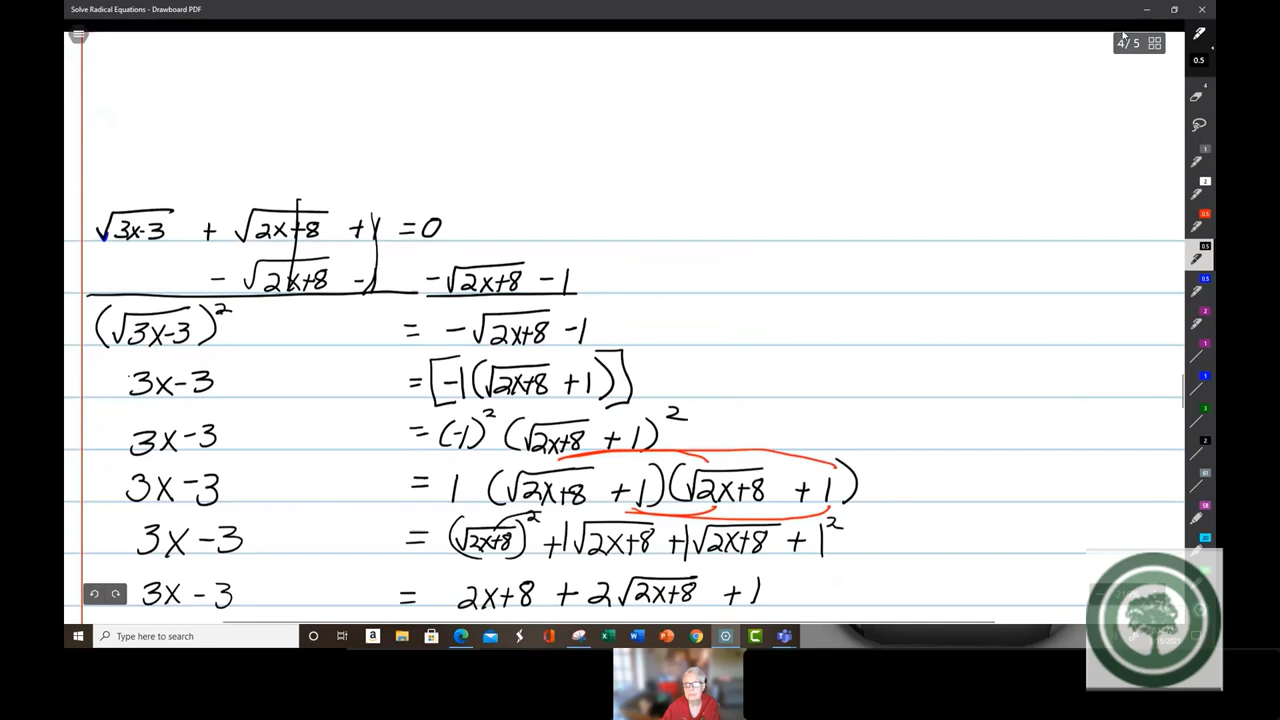 Solve Radical Equations - Drawboard PDF
4/5
0.5
√3x-3 + √2x+8 + 1 = 0
- √2x+8 - 1 - √2x+8 - 1
(√3x-3)² = - √2x+8 - 1
3x-3 = [-1(√2x+8 + 1)]
3x-3 = (-1)² (√2x+8 + 1)²
3x-3 = 1 (√2x+8 + 1)(√2x+8 + 1)
3x-3 = (√2x+8)² + 1√2x+8 + 1√2x+8 + 1²
3x-3 = 2x+8 + 2√2x+8 + 1
Type here to search